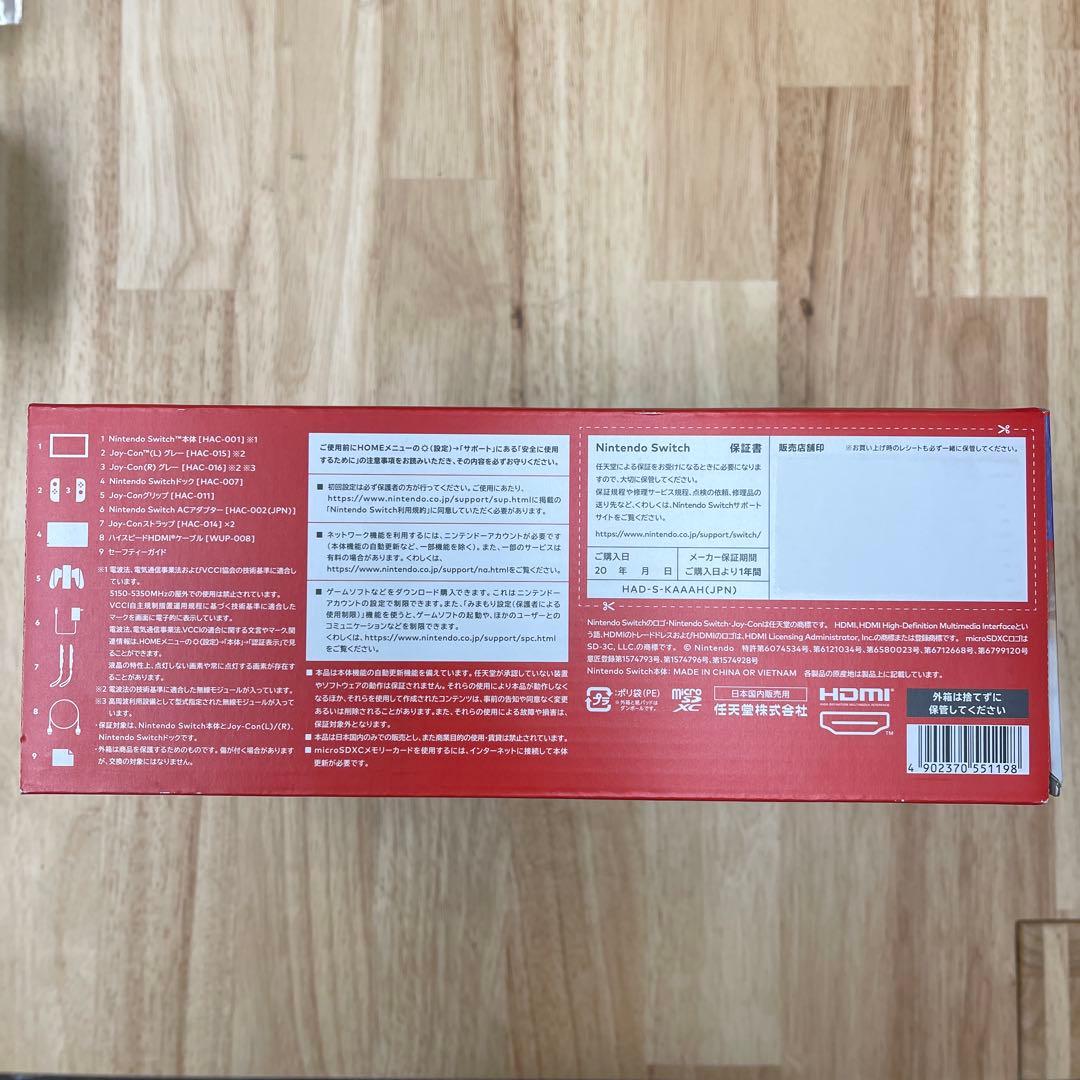 1 Nintendo Switch™本体 [HAC-001] ※1
2 Joy-Con™(L) グレー [HAC-015] ※2
3 Joy-Con(R) グレー [HAC-016] ※2 ※3
4 Nintendo Switchドック [HAC-007]
5 Joy-Conグリップ [HAC-011]
6 Nintendo Switch ACアダプター [HAC-002(JPN)]
7 Joy-Conストラップ [HAC-014] ×2
8 ハイスピードHDMI®ケーブル [WUP-008]
9 セーフティーガイド
1
2
3
4
5
6
7
8
9
※1 電波法、電気通信事業法およびVCCI協会の技術基準に適合しています。
5150-5350MHzの屋外での使用は禁止されています。
VCCI自主規制措置運用規程に基づく技術基準に適合した
マークを画面に電子的に表示しています。
電波法、電気通信事業法、VCCIの適合に関する文言やマーク、関
連情報は、HOMEメニューの(設定)→「本体」→「認証表示」で見
ることができます。
液晶の特性上、点灯しない画素や常に点灯する画素が存在す
ることがあります。
※2 電波法の技術基準に適合した無線モジュールが入っています。
※3 高周波利用設備として型式指定された無線モジュールが入って
います。
・保証対象は、Nintendo Switch本体とJoy-Con(L)/(R)、
Nintendo Switchドックです。
・外箱は商品を保護するためのものです。傷が付く場合があります
が、交換の対象にはなりません。
ご使用前にHOMEメニューの(設定)→「サポート」にある「安全に使用
するために」の注意事項をお読みいただき、その内容を必ずお守りください。
■ 初回設定は必ず保護者の方が行ってください。ご使用にあたり、
https://www.nintendo.co.jp/support/sup.htmlに掲載の
「Nintendo Switch利用規約」に同意していただく必要があります。
■ ネットワーク機能を利用するには、ニンテンドーアカウントが必要です
(本体機能の自動更新など、一部機能を除く)。また、一部のサービスは
有料の場合があります。くわしくは、
https://www.nintendo.co.jp/support/na.htmlをご覧ください。
■ ゲームソフトなどをダウンロード購入できます。これはニンテンドー
アカウントの設定で制限できます。また、「みまもり設定(保護者による
使用制限)」機能を使うと、ゲームソフトの起動や、ほかのユーザーとの
コミュニケーションなどを制限できます。
くわしくは、https://www.nintendo.co.jp/support/spc.html
をご覧ください。
■ 本品は本体機能の自動更新機能を備えています。任天堂が承認していない装置
やソフトウェアの動作は保証されません。それらの使用により本品が動作しなく
なるほか、それらを使用して作成されたコンテンツは、事前の告知や同意なく変更
あるいは削除されることがあります。また、それらの使用による故障や損害は、
保証対象外となります。
■ 本品は日本国内のみでの販売とし、また商業目的の使用・賃貸は禁止されています。
■ microSDXCメモリーカードを使用するには、インターネットに接続して本体
更新が必要です。
Nintendo Switch 保証書
任天堂による保証をお受けになるときに必要になりま
すので、大切に保管してください。
保証規程や修理サービス規程、点検の依頼、修理品の
送り先など、くわしくは、Nintendo Switchサポート
サイトをご覧ください。
https://www.nintendo.co.jp/support/switch/
ご購入日 メーカー保証期間
20 年 月 日 ご購入日より1年間
HAD-S-KAAAH(JPN)
販売店舗印 ※お買い上げ時のレシートも必ず一緒に保管してください。
Nintendo Switchのロゴ・Nintendo Switch・Joy-Conは任天堂の商標です。 HDMI、HDMI High-Definition Multimedia Interfaceとい
う語、HDMIのトレードドレスおよびHDMIのロゴは、HDMI Licensing Administrator, Inc.の商標または登録商標です。 microSDXCロゴは
SD-3C, LLC.の商標です。 © Nintendo 特許第6074534号、第6121034号、第6580023号、第6712668号、第6799120号
意匠登録第1574793号、第1574796号、第1574928号
Nintendo Switch本体: MADE IN CHINA OR VIETNAM 各製品の原産地は製品上に記載しています。
プラ
:ポリ袋(PE)
※外箱と紙パッドは
ダンボールです。
micro
SD
XC
日本国内販売用
任天堂株式会社
HDMI™
HIGH-DEFINITION MULTIMEDIA INTERFACE
™
外箱は捨てずに
保管してください
4 902370 551198